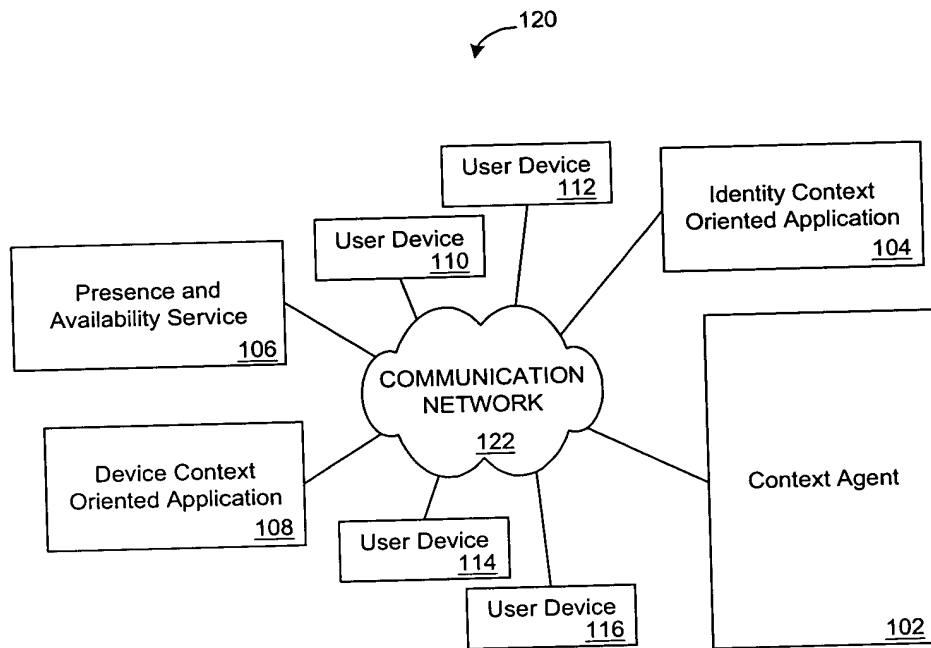 120
User Device
112
Identity Context
Oriented Application
104
User Device
110
Presence and
Availability Service
106
COMMUNICATION
NETWORK
122
Device Context
Oriented Application
108
Context Agent
102
User Device
114
User Device
116